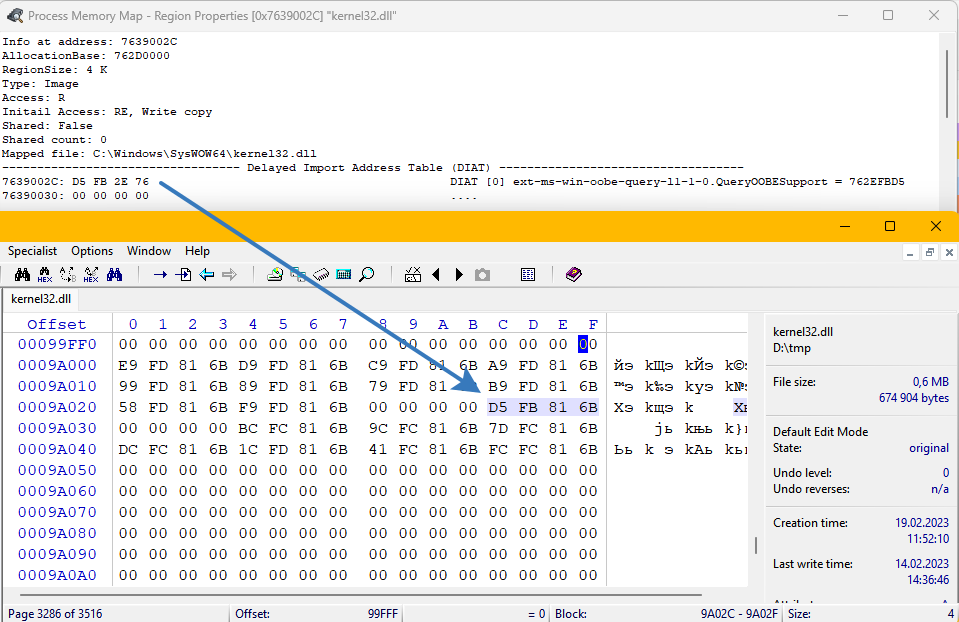 Process Memory Map - Region Properties [0x7639002C] "kernel32.dll"
Info at address: 7639002C
AllocationBase: 762D0000
RegionSize: 4 K
Type: Image
Access: R
Initail Access: RE, Write copy
Shared: False
Shared count: 0
Mapped file: C:\Windows\SysWOW64\kernel32.dll
---------------------------------- Delayed Import Address Table (DIAT) -----------------------------------
7639002C: D5 FB 2E 76 DIAT [0] ext-ms-win-oobe-query-l1-1-0.QueryOOBESupport = 762EFBD5
76390030: 00 00 00 00 ....
Specialist Options Window Help
kernel32.dll
Offset 0 1 2 3 4 5 6 7 8 9 A B C D E F
00099FF0 00 00 00 00 00 00 00 00 00 00 00 00 00 00 00 00
0009A000 E9 FD 81 6B D9 FD 81 6B C9 FD 81 6B A9 FD 81 6B йэ kЩэ kЙэ k©э
0009A010 99 FD 81 6B 89 FD 81 6B 79 FD 81 B9 FD 81 6B ™э k‰э kyэ k№э
0009A020 58 FD 81 6B F9 FD 81 6B 00 00 00 00 D5 FB 81 6B Xэ kщэ k Хы
0009A030 00 00 00 00 BC FC 81 6B 9C FC 81 6B 7D FC 81 6B јь kњь k}ь
0009A040 DC FC 81 6B 1C FD 81 6B 41 FC 81 6B FC FC 81 6B Ьь k э kAь kьь
0009A050 00 00 00 00 00 00 00 00 00 00 00 00 00 00 00 00
0009A060 00 00 00 00 00 00 00 00 00 00 00 00 00 00 00 00
0009A070 00 00 00 00 00 00 00 00 00 00 00 00 00 00 00 00
0009A080 00 00 00 00 00 00 00 00 00 00 00 00 00 00 00 00
0009A090 00 00 00 00 00 00 00 00 00 00 00 00 00 00 00 00
0009A0A0 00 00 00 00 00 00 00 00 00 00 00 00 00 00 00 00
kernel32.dll
D:\tmp
File size: 0,6 MB
674 904 bytes
Default Edit Mode
State: original
Undo level: 0
Undo reverses: n/a
Creation time: 19.02.2023
11:52:10
Last write time: 14.02.2023
14:36:46
Page 3286 of 3516 Offset: 99FFF = 0 Block: 9A02C - 9A02F Size: 4